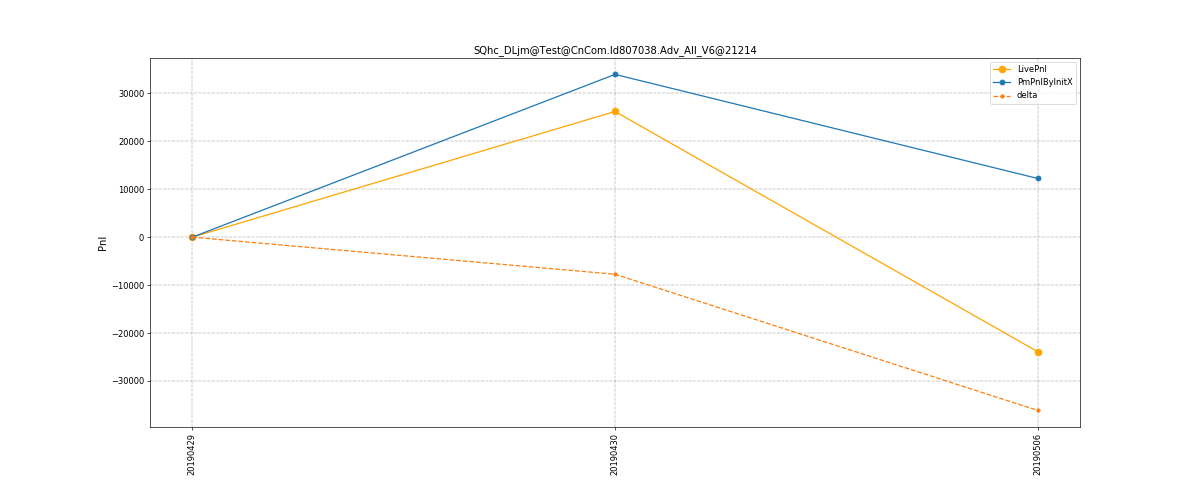 SQhc_DLjm@Test@CnCom.Id807038.Adv_All_V6@21214
LivePnl
PmPnlByInitX
delta
30000
20000
10000
0
−10000
−20000
−30000
Pnl
20190429
20190430
20190506